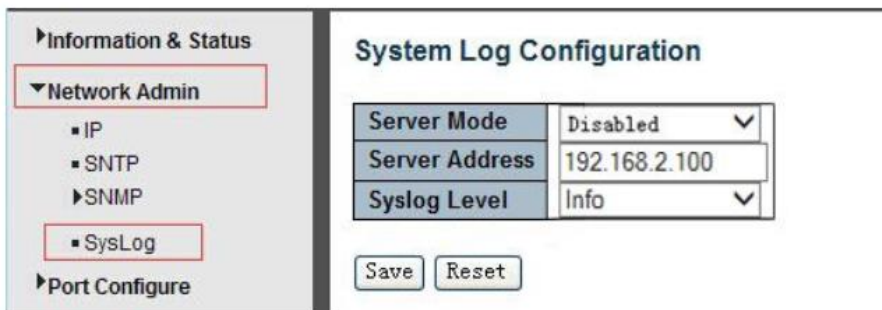 Information & Status
Network Admin
IP
SNTP
SNMP
SysLog
Port Configure
System Log Configuration
Server Mode Disabled
Server Address 192.168.2.100
Syslog Level Info
Save Reset